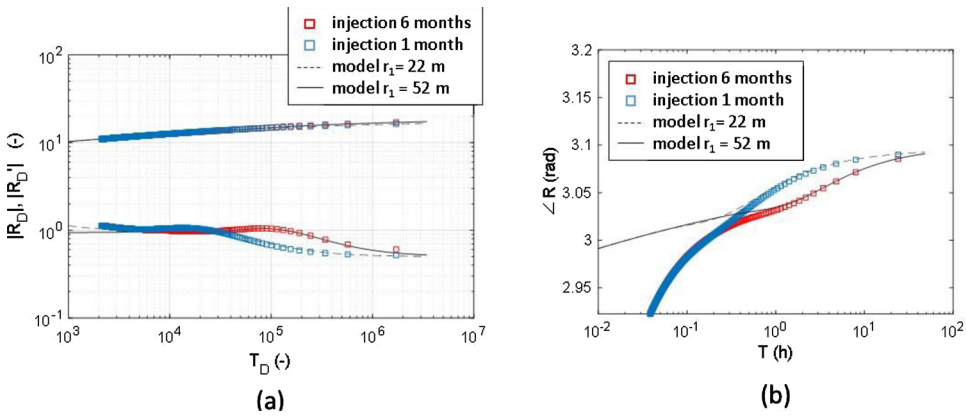 injection 6 months
injection 1 month
model r₁ = 22 m
model r₁ = 52 m
10²
10¹
10⁰
10⁻¹
|R_D|, |R_D'| (-)
10³ 10⁴ 10⁵ 10⁶ 10⁷
T_D (-)
(a)
3.2
3.15
3.1
3.05
3
2.95
∠ R (rad)
injection 6 months
injection 1 month
model r₁ = 22 m
model r₁ = 52 m
10⁻² 10⁻¹ 10⁰ 10¹ 10²
T (h)
(b)